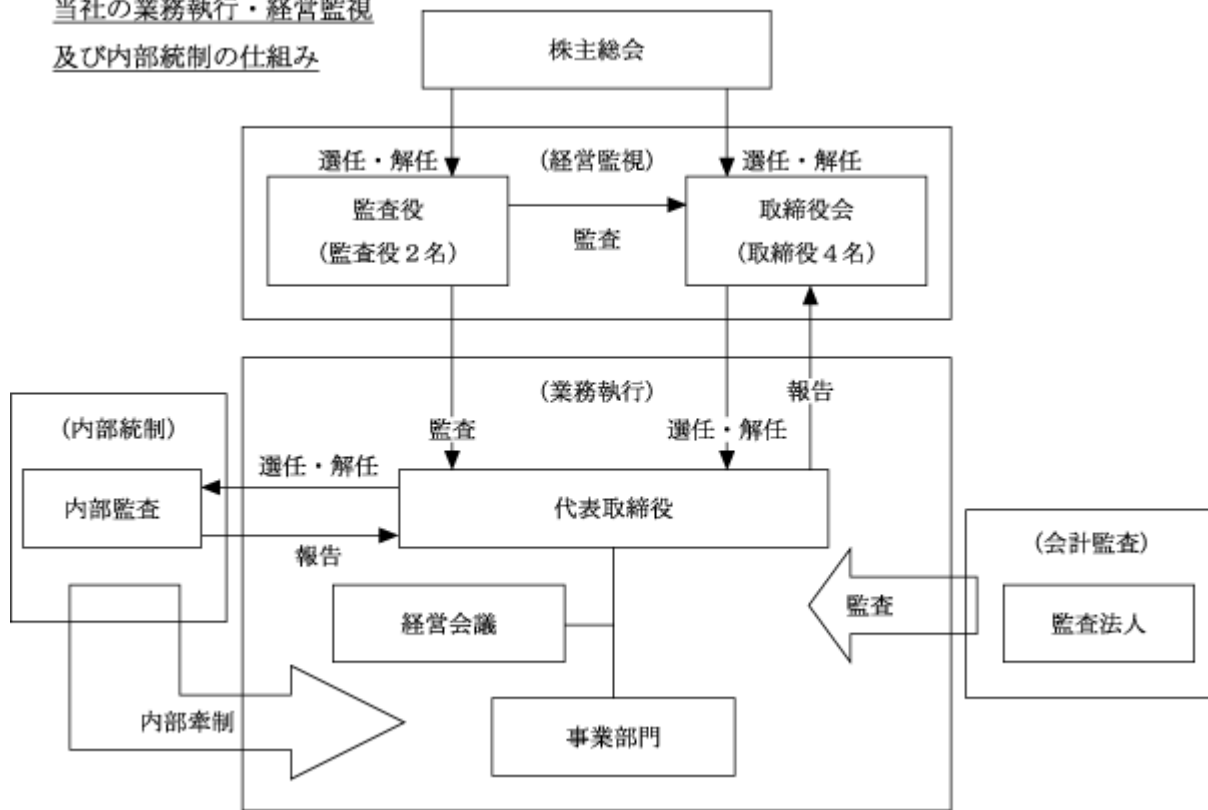 当社の業務執行・経営監視
及び内部統制の仕組み
株主総会
選任・解任
(経営監視)
選任・解任
監査役
(監査役２名)
監査
取締役会
(取締役４名)
(業務執行)
報告
監査
選任・解任
(内部統制)
選任・解任
内部監査
代表取締役
報告
(会計監査)
経営会議
監査
監査法人
内部牽制
事業部門